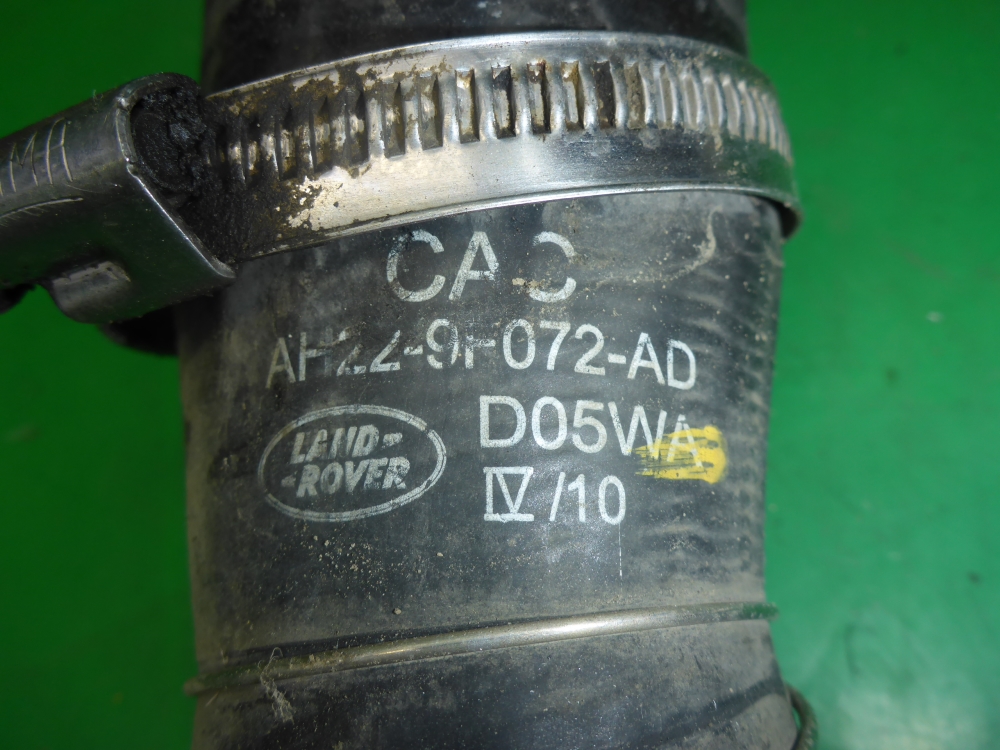 CAC
AH22-9F072-AD
LAND-
-ROVER
D05WA
IV/10